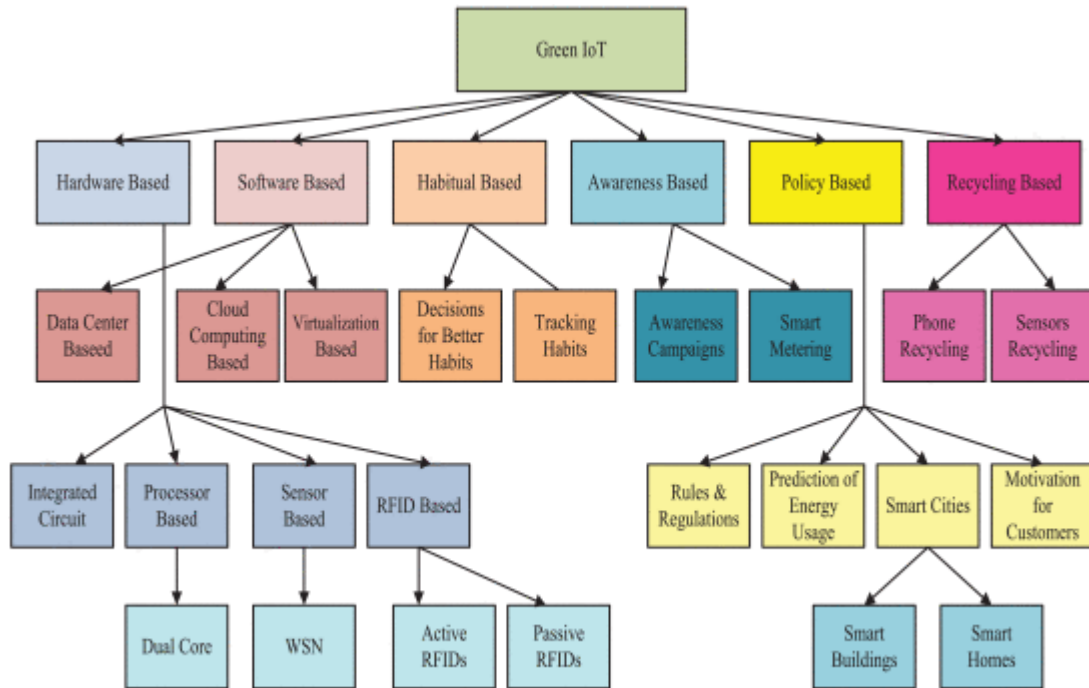 Green IoT
Hardware Based
Software Based
Habitual Based
Awareness Based
Policy Based
Recycling Based
Data Center
Baseed
Cloud
Computing
Based
Virtualization
Based
Decisions for
Better
Habits
Tracking
Habits
Awareness
Campaigns
Smart
Metering
Phone
Recycling
Sensors
Recycling
Integrated
Circuit
Processor
Based
Sensor
Based
RFID Based
Rules &
Regulations
Prediction of
Energy
Usage
Smart Cities
Motivation
for
Customers
Dual Core
WSN
Active
RFIDs
Passive
RFIDs
Smart
Buildings
Smart
Homes